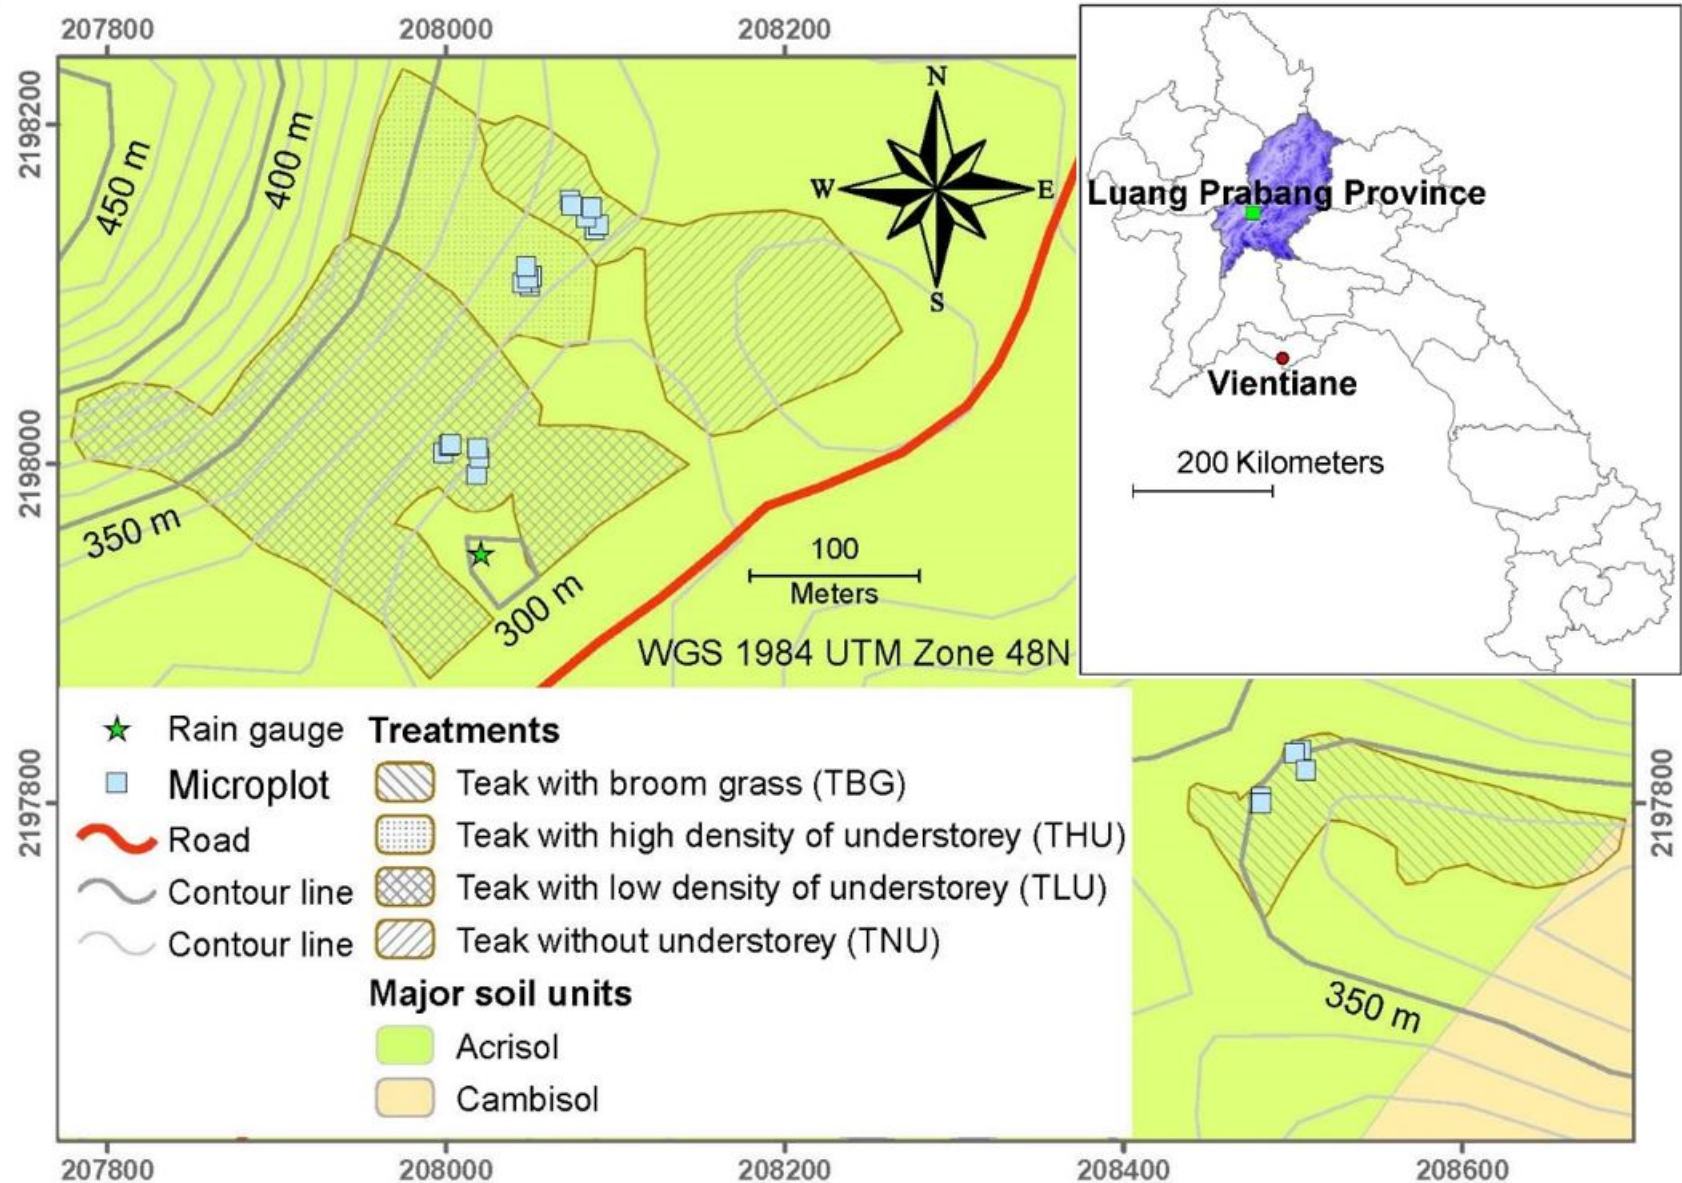 207800
208000
208200
2198200
2198000
2197800
450 m
400 m
350 m
300 m
N
W
E
S
100
Meters
WGS 1984 UTM Zone 48N
Luang Prabang Province
Vientiane
200 Kilometers
Rain gauge
Microplot
Road
Contour line
Contour line
Treatments
Teak with broom grass (TBG)
Teak with high density of understorey (THU)
Teak with low density of understorey (TLU)
Teak without understorey (TNU)
Major soil units
Acrisol
Cambisol
350 m
2197800
207800
208000
208200
208400
208600